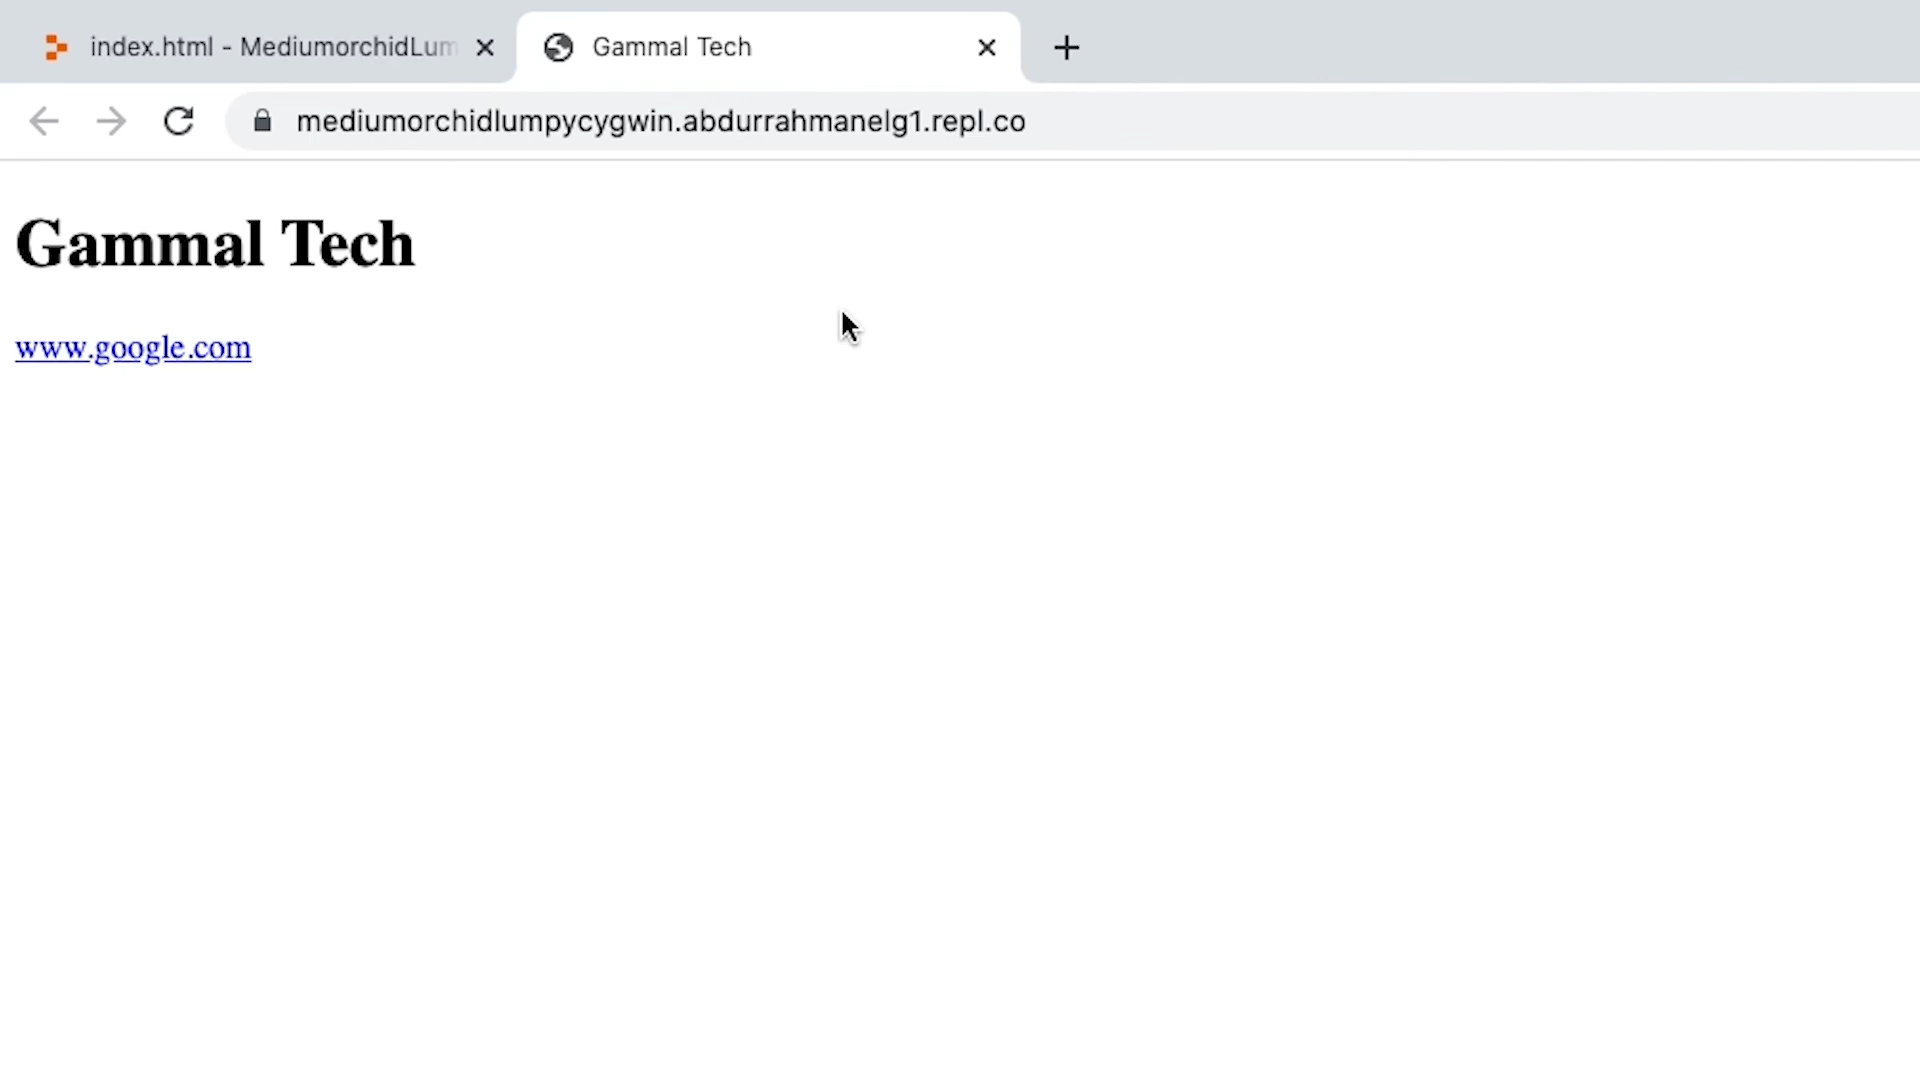 index.html - MediumorchidLum
Gammal Tech
mediumorchidlumpycygwin.abdurrahmanelg1.repl.co
Gammal Tech
www.google.com